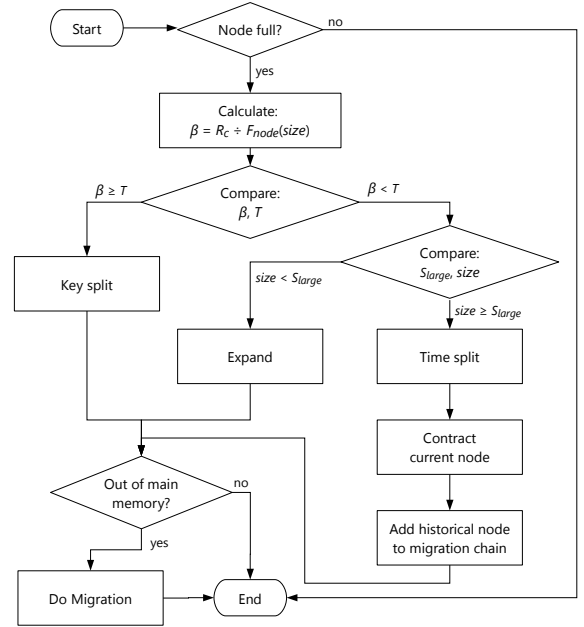 Start
Node full?
no
yes
Calculate:
β = Rc ÷ Fnode(size)
β ≥ T
Compare:
β, T
β < T
Compare:
Slarge, size
Key split
size < Slarge
size ≥ Slarge
Expand
Time split
Contract
current node
Out of main
memory?
no
yes
Add historical node
to migration chain
Do Migration
End